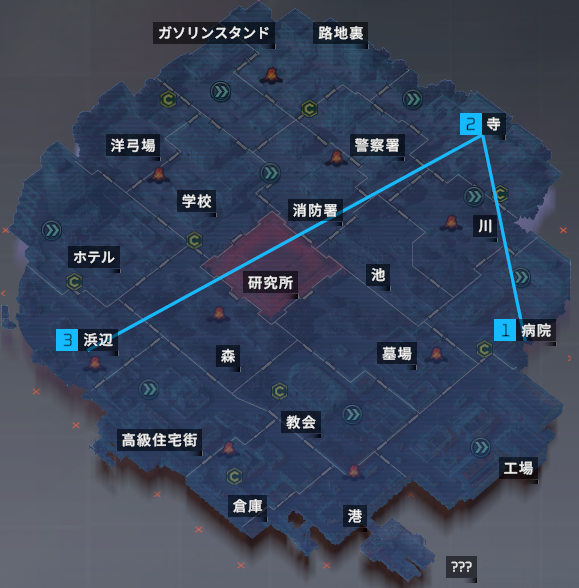 ガソリンスタンド
路地裏
2 寺
洋弓場
警察署
学校
消防署
川
ホテル
池
研究所
1 病院
3 浜辺
森
墓場
教会
高級住宅街
工場
倉庫
港
???